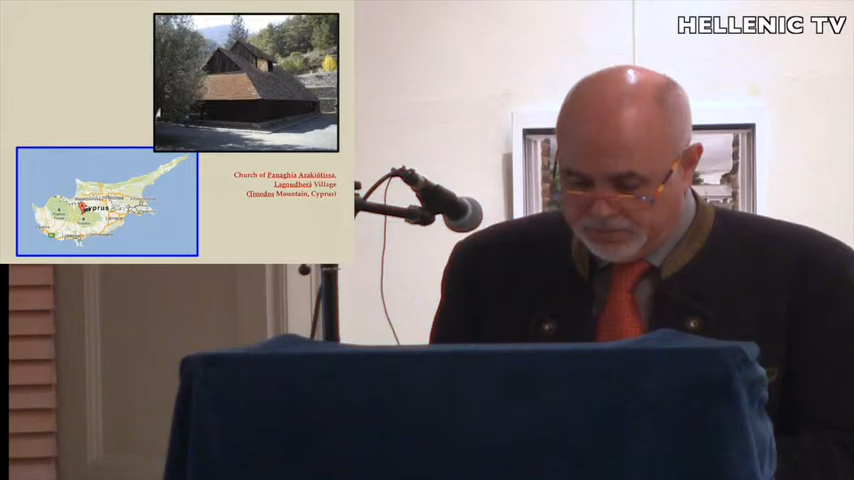 HELLENIC TV
Church of Panaghia Arakiótissa,
Lagoudherá Village
(Troodos Mountain, Cyprus)
Cyprus